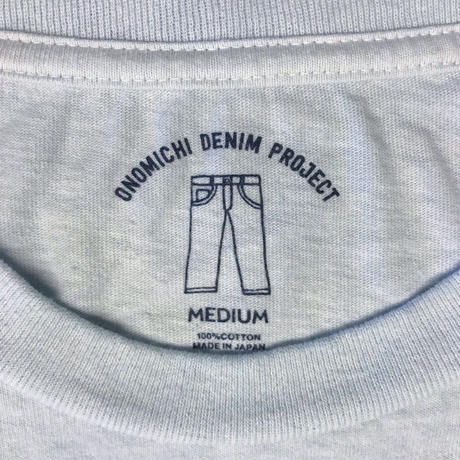 ONOMICHI DENIM PROJECT
MEDIUM
100%COTTON
MADE IN JAPAN